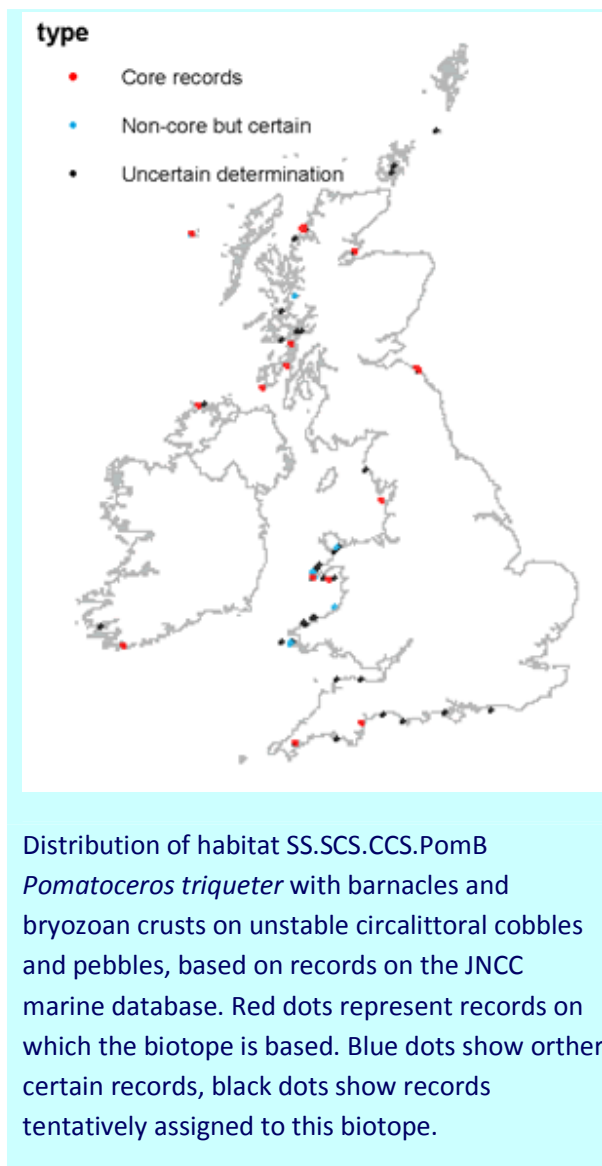 type
Core records
Non-core but certain
Uncertain determination
Distribution of habitat SS.SCS.CCS.PomB
Pomatoceros triqueter with barnacles and
bryozoan crusts on unstable circalittoral cobbles
and pebbles, based on records on the JNCC
marine database. Red dots represent records on
which the biotope is based. Blue dots show orther
certain records, black dots show records
tentatively assigned to this biotope.